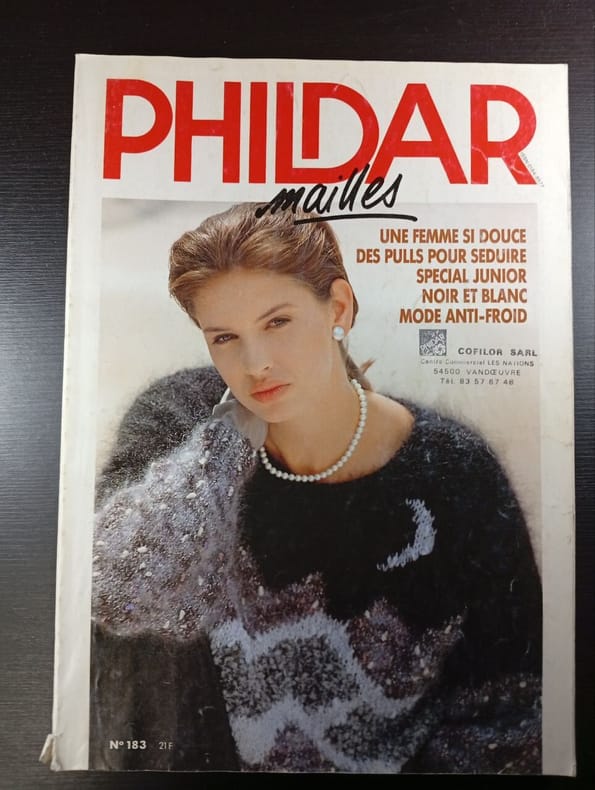 PHILDAR
mailles
UNE FEMME SI DOUCE
DES PULLS POUR SEDUIRE
SPECIAL JUNIOR
NOIR ET BLANC
MODE ANTI-FROID
PHILDAR
COFILOR SARL
Centre Commercial LES NATIONS
54500 VANDŒUVRE
Tél. 83 57 67 46
N° 183 21 F